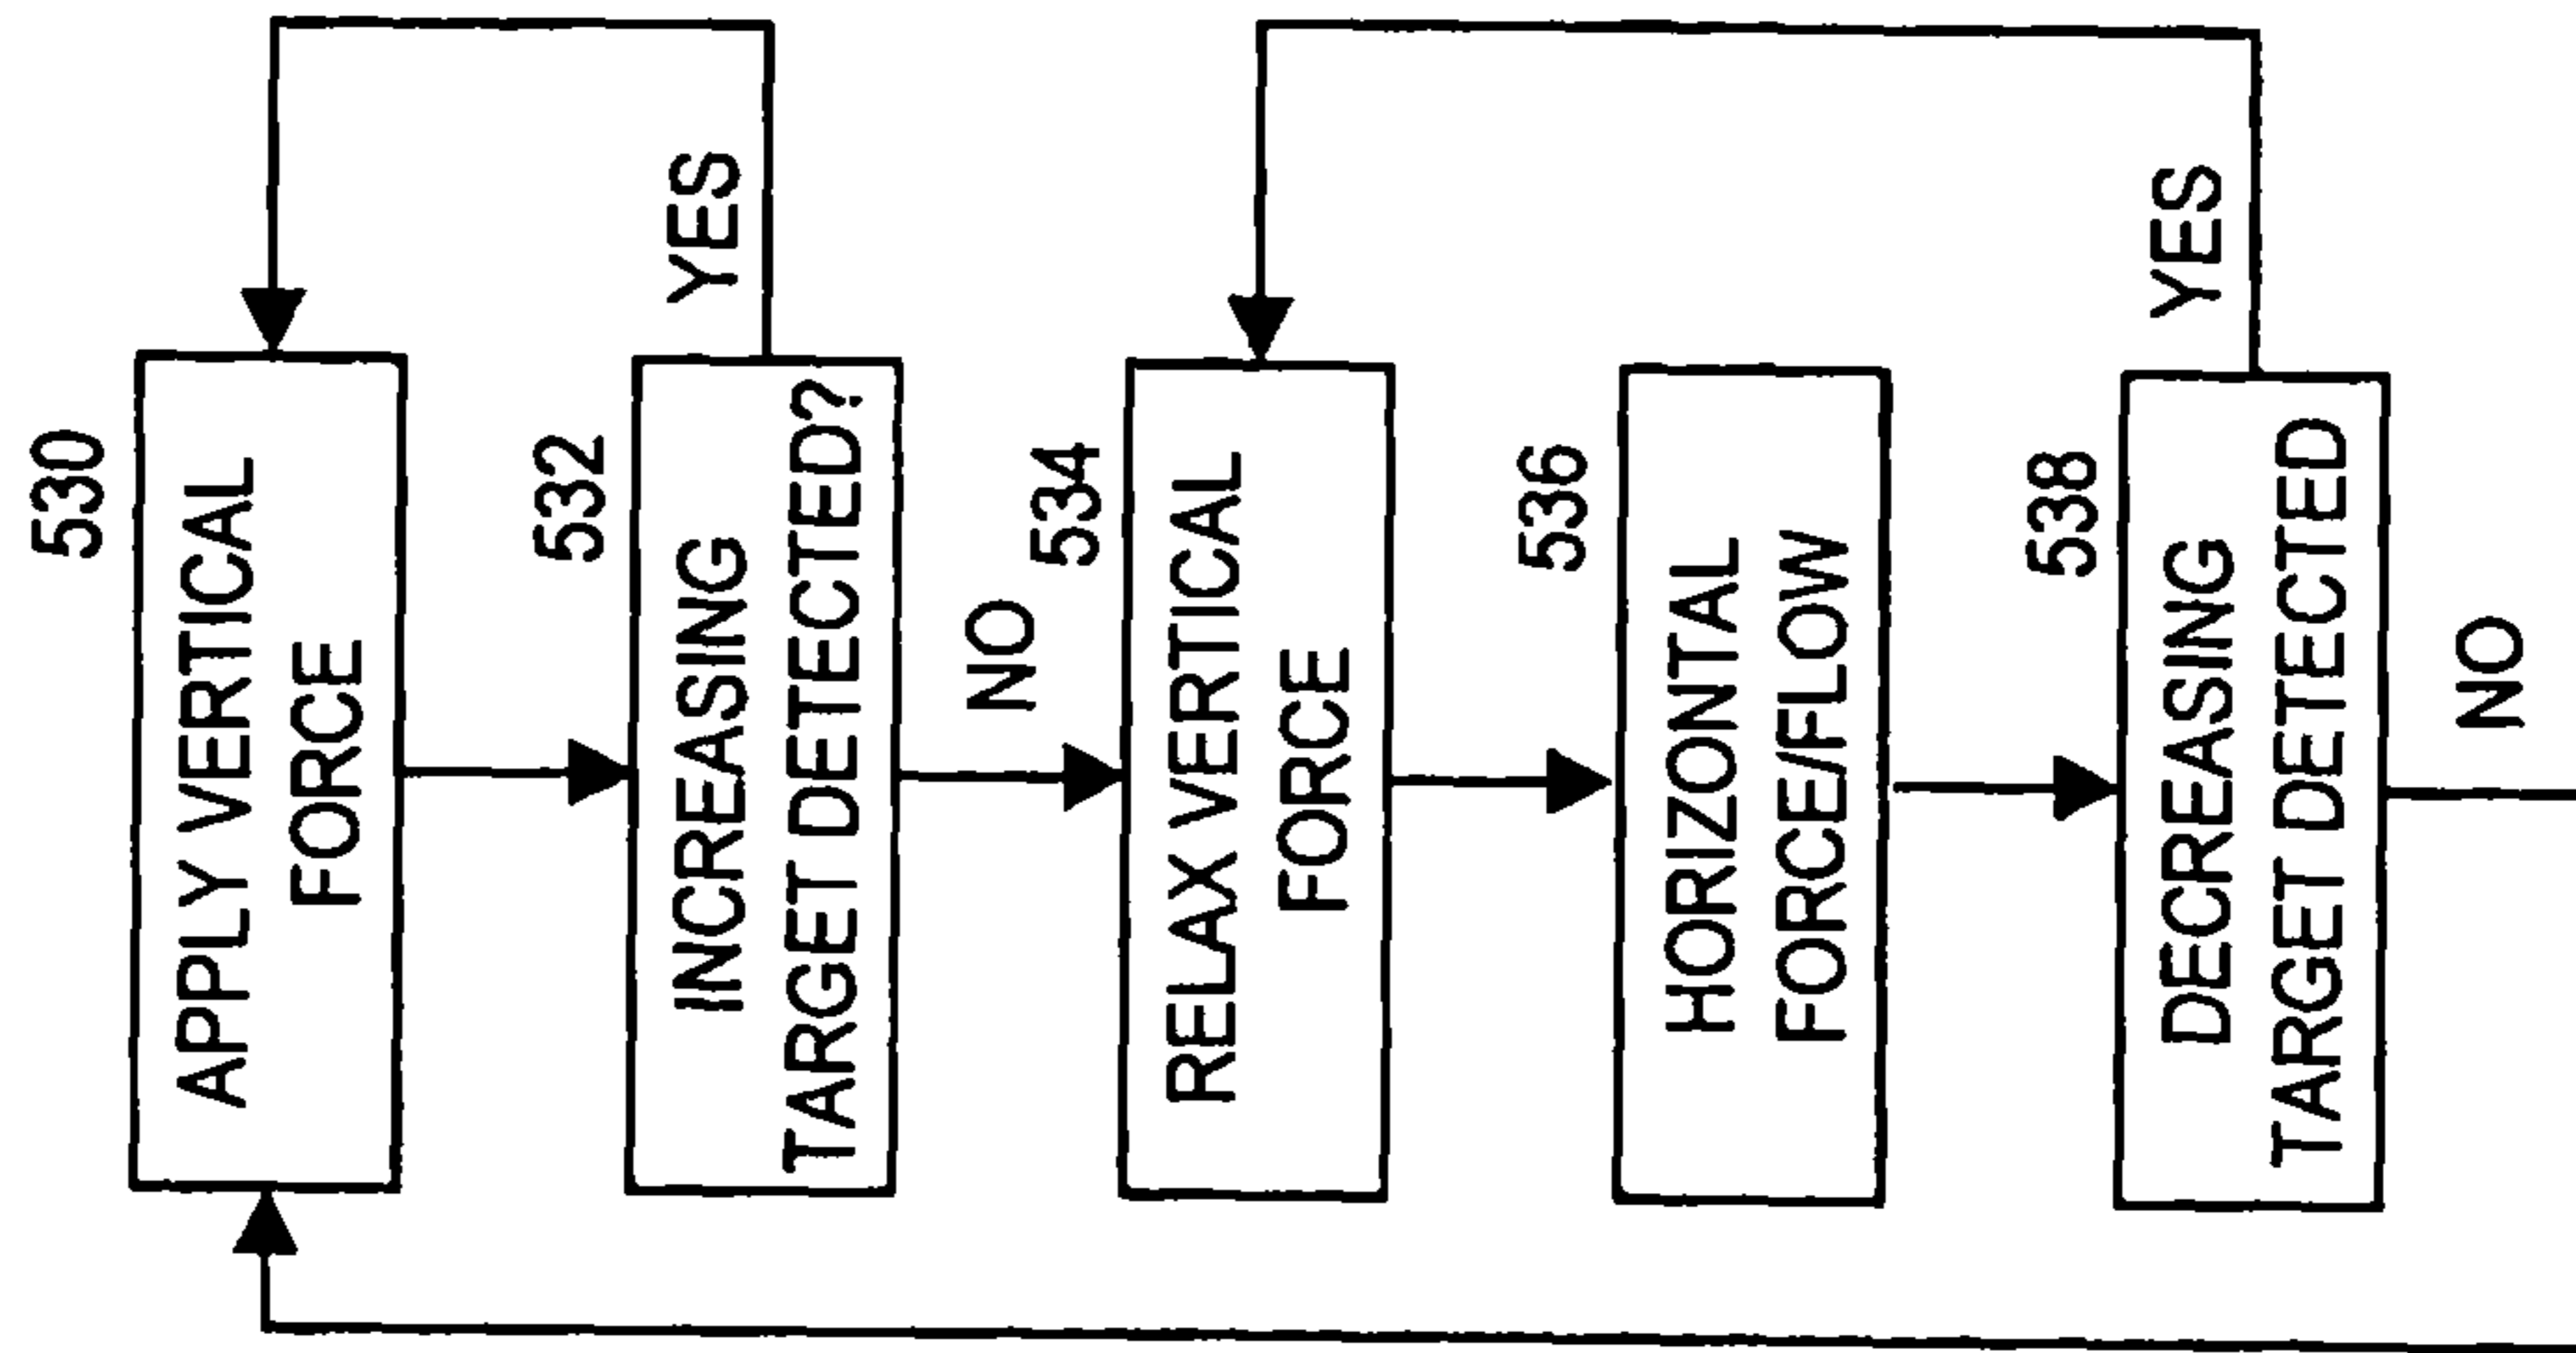 530
APPLY VERTICAL
FORCE
532
INCREASING
TARGET DETECTED?
YES
NO
534
RELAX VERTICAL
FORCE
536
HORIZONTAL
FORCE/FLOW
538
DECREASING
TARGET DETECTED
YES
NO